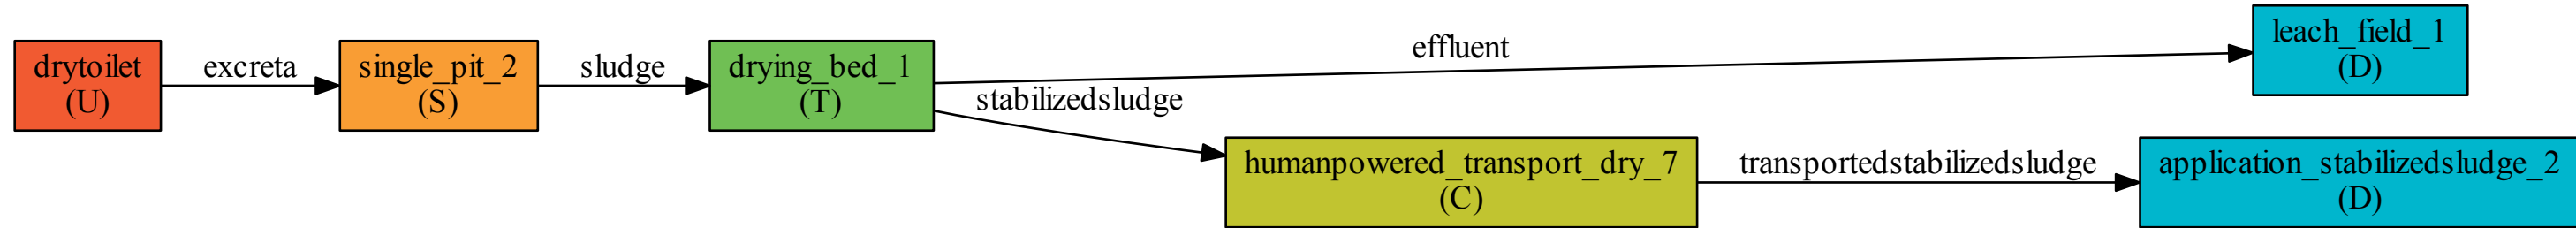 drytoilet
(U)
excreta
single_pit_2
(S)
sludge
drying_bed_1
(T)
effluent
leach_field_1
(D)
stabilizedsludge
humanpowered_transport_dry_7
(C)
transportedstabilizedsludge
application_stabilizedsludge_2
(D)